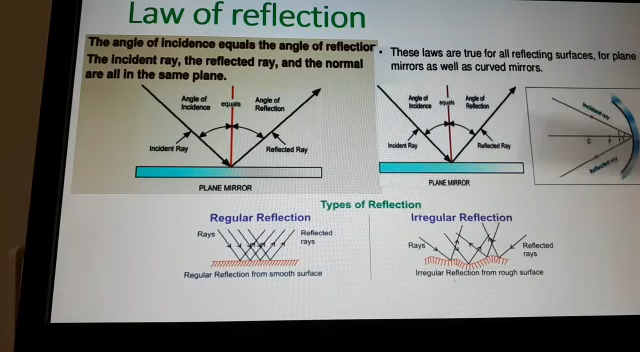 Law of reflection
The angle of incidence equals the angle of reflection
The incident ray, the reflected ray, and the normal
are all in the same plane.
• These laws are true for all reflecting surfaces, for plane
mirrors as well as curved mirrors.
Angle of
Incidence
equals
Angle of
Reflection
Incident Ray
Reflected Ray
PLANE MIRROR
Angle of
Incidence
equals
Angle of
Reflection
Incident Ray
Reflected Ray
PLANE MIRROR
Incident ray
C
F
Reflected ray
Types of Reflection
Regular Reflection
Rays
Reflected
rays
Regular Reflection from smooth surface
Irregular Reflection
Rays
Reflected
rays
Irregular Reflection from rough surface